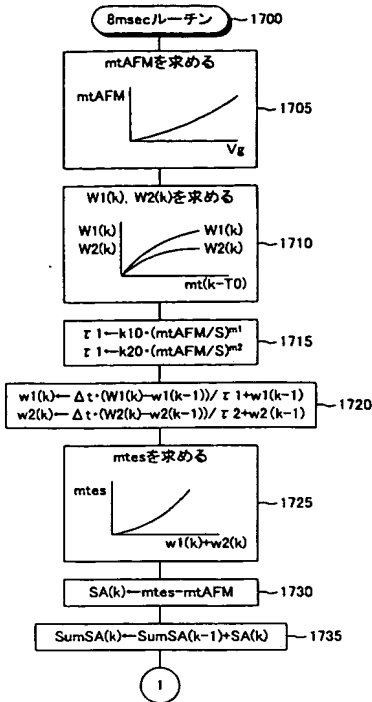 8msecルーチン
1700
mtAFMを求める
mtAFM
Vg
1705
W1(k), W2(k)を求める
W1(k)
W2(k)
W1(k)
W2(k)
mt(k-T0)
1710
τ1←k10·(mtAFM/S)^m1
τ1←k20·(mtAFM/S)^m2
1715
w1(k)←Δt·(W1(k)-w1(k-1))/τ1+w1(k-1)
w2(k)←Δt·(W2(k)-w2(k-1))/τ2+w2(k-1)
1720
mtesを求める
mtes
w1(k)+w2(k)
1725
SA(k)←mtes-mtAFM
1730
SumSA(k)←SumSA(k-1)+SA(k)
1735
1